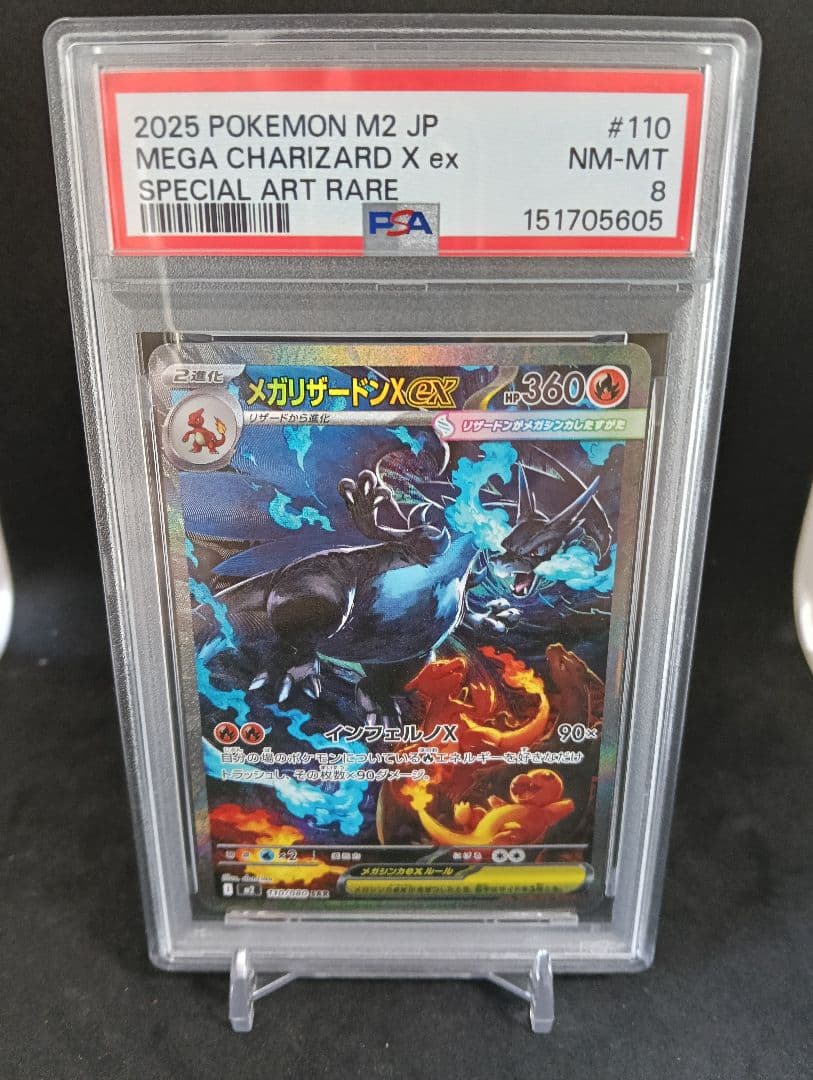 2025 POKEMON M2 JP #110
MEGA CHARIZARD X ex NM-MT
SPECIAL ART RARE 8
PSA 151705605
2進化 メガリザードンXex HP360
リザードから進化 リザードンがメガシンカしたすがた
インフェルノX 90×
自分の場のポケモンについているエネルギーを好きなだけ
トラッシュし、その枚数×90ダメージ。
×2 にげる
メガシンカexルール
110/080 SAR